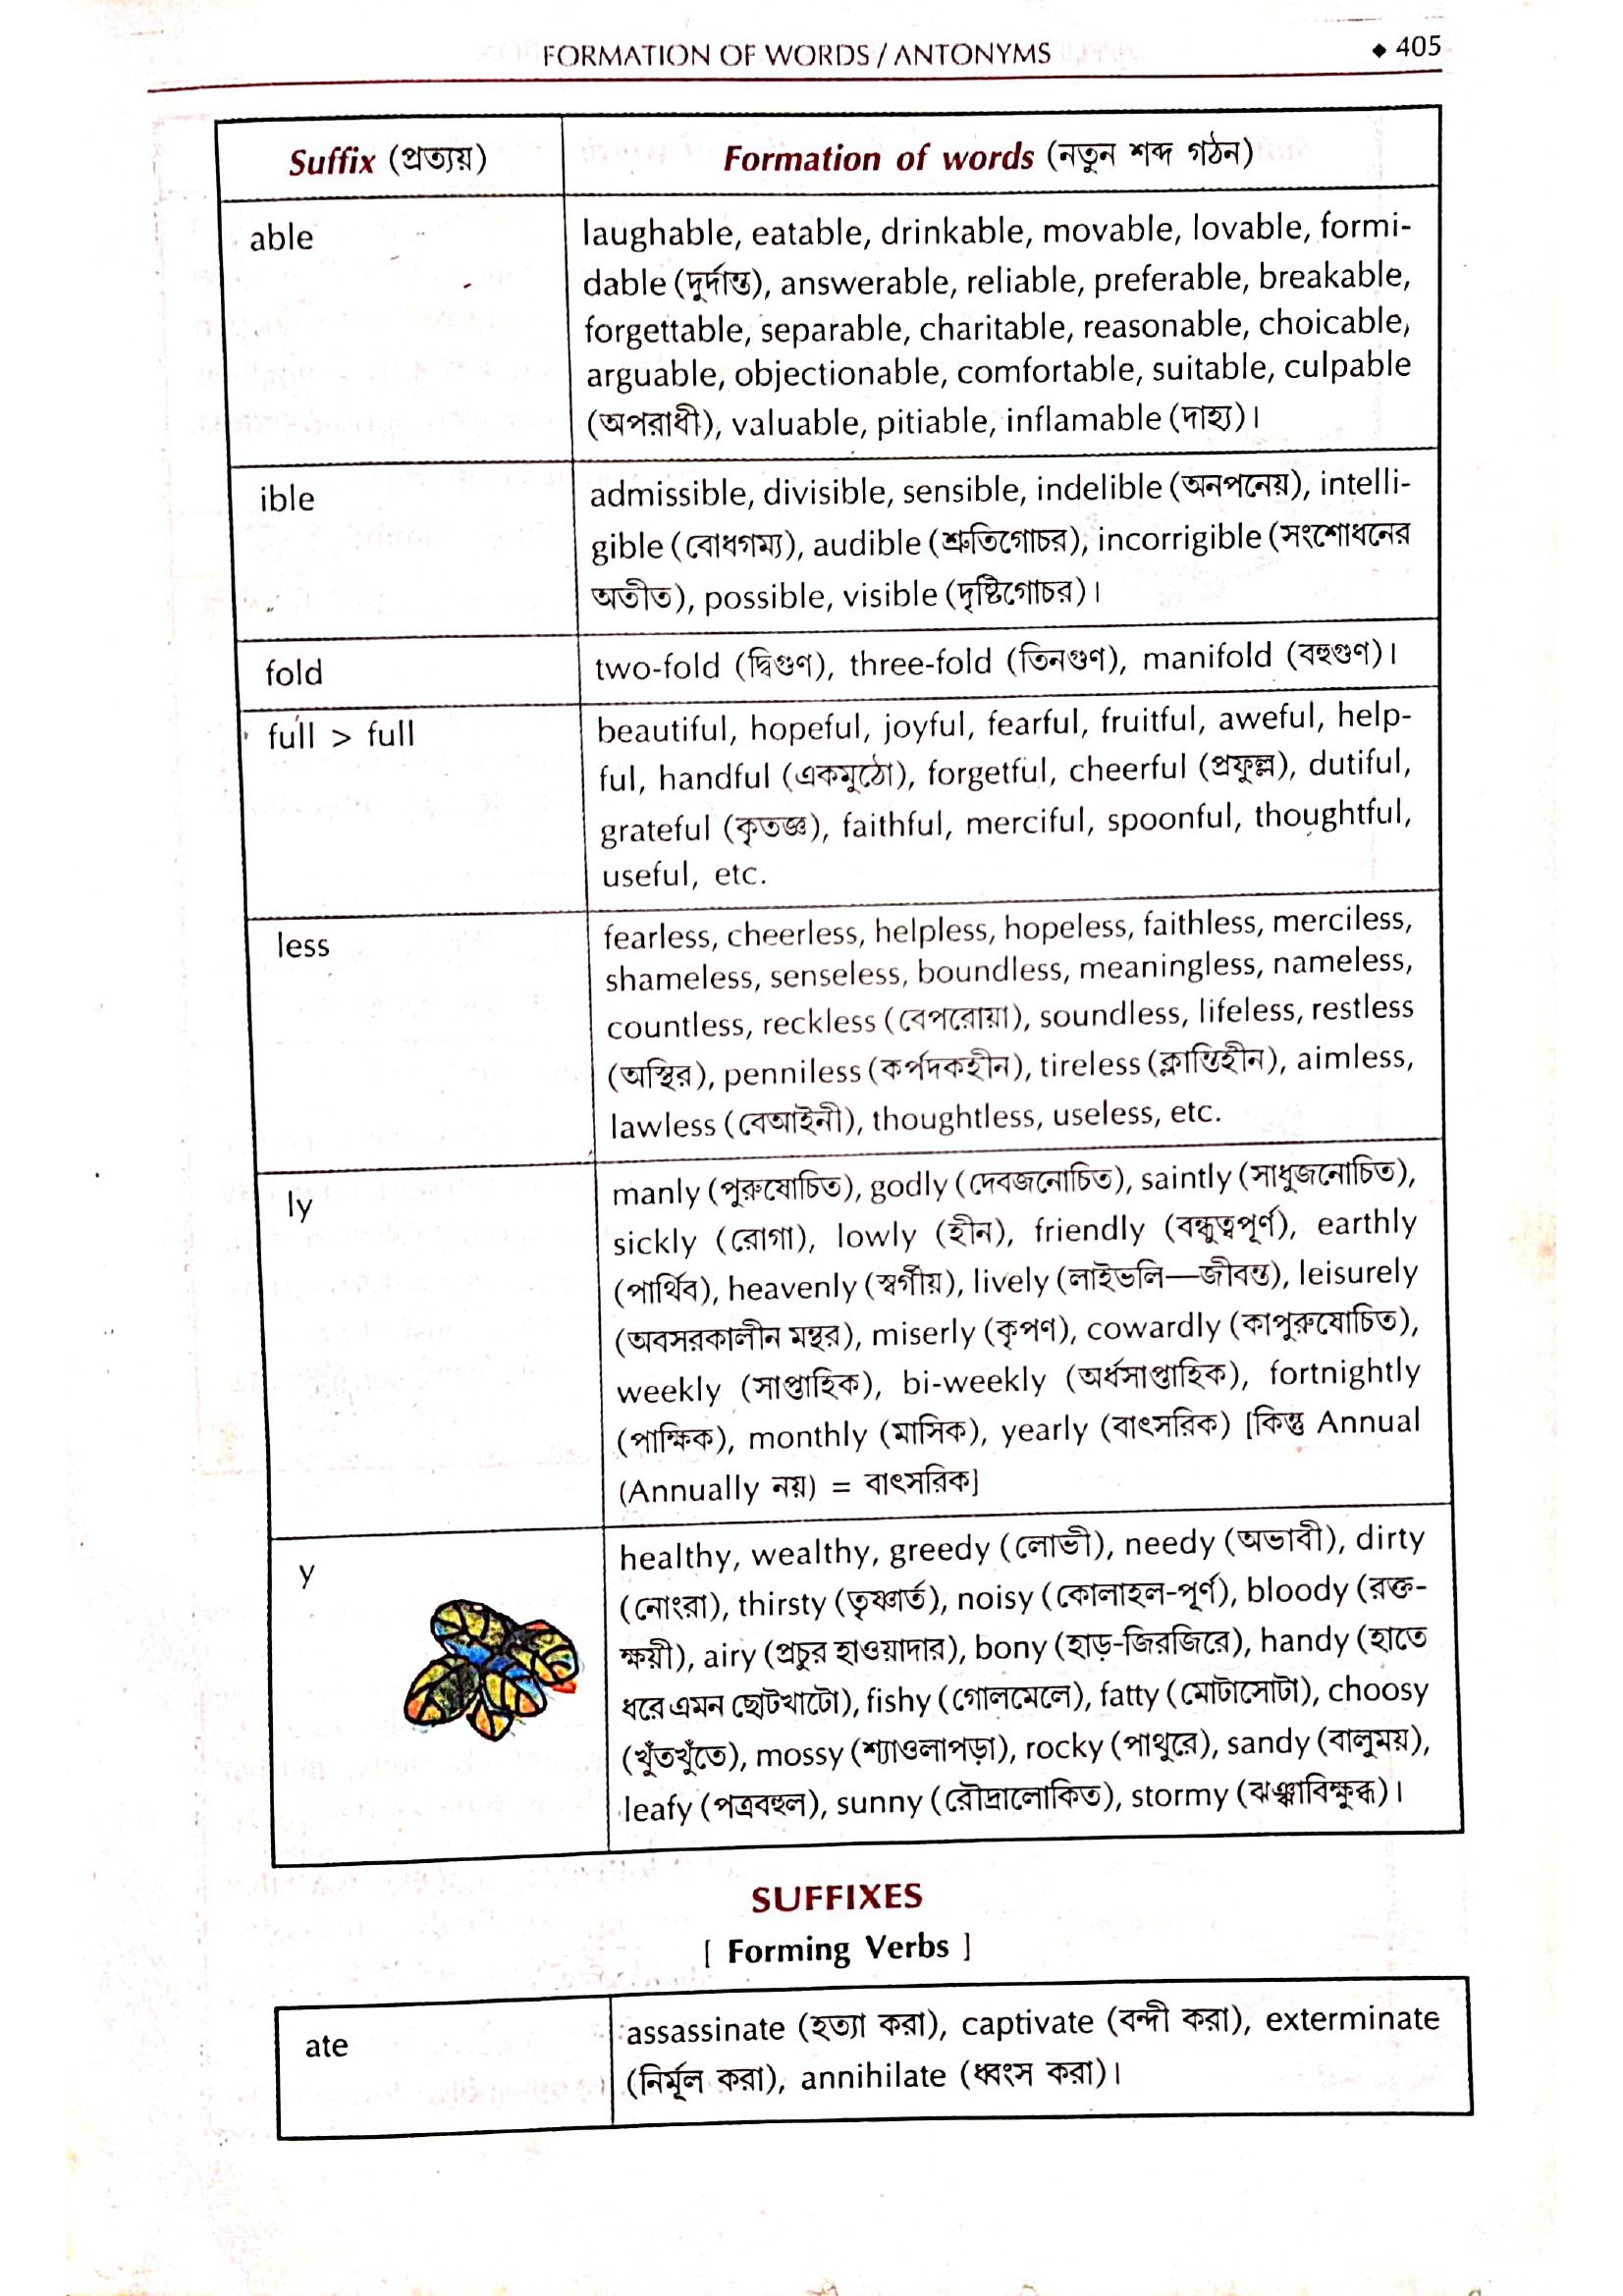 FORMATION OF WORDS / ANTONYMS
◆ 405
Suffix (প্রত্যয়)
Formation of words (নতুন শব্দ গঠন)
able
laughable, eatable, drinkable, movable, lovable, formi-
dable (দুর্দান্ত), answerable, reliable, preferable, breakable,
forgettable, separable, charitable, reasonable, choicable,
arguable, objectionable, comfortable, suitable, culpable
(অপরাধী), valuable, pitiable, inflamable (দাহ্য)।
ible
admissible, divisible, sensible, indelible (অনপনেয়), intelli-
gible (বোধগম্য), audible (শ্রুতিগোচর), incorrigible (সংশোধনের
অতীত), possible, visible (দৃষ্টিগোচর)।
fold
two-fold (দ্বিগুণ), three-fold (তিনগুণ), manifold (বহুগুণ)।
full > full
beautiful, hopeful, joyful, fearful, fruitful, aweful, help-
ful, handful (একমুঠো), forgetful, cheerful (প্রফুল্ল), dutiful,
grateful (কৃতজ্ঞ), faithful, merciful, spoonful, thoughtful,
useful, etc.
less
fearless, cheerless, helpless, hopeless, faithless, merciless,
shameless, senseless, boundless, meaningless, nameless,
countless, reckless (বেপরোয়া), soundless, lifeless, restless
(অস্থির), penniless (কর্পদকহীন), tireless (ক্লান্তিহীন), aimless,
lawless (বেআইনী), thoughtless, useless, etc.
ly
manly (পুরুষোচিত), godly (দেবজনোচিত), saintly (সাধুজনোচিত),
sickly (রোগা), lowly (হীন), friendly (বন্ধুত্বপূর্ণ), earthly
(পার্থিব), heavenly (স্বর্গীয়), lively (লাইভলি—জীবন্ত), leisurely
(অবসরকালীন মন্থর), miserly (কৃপণ), cowardly (কাপুরুষোচিত),
weekly (সাপ্তাহিক), bi-weekly (অর্ধসাপ্তাহিক), fortnightly
(পাক্ষিক), monthly (মাসিক), yearly (বাৎসরিক) [কিন্তু Annual
(Annually নয়) = বাৎসরিক]
y
healthy, wealthy, greedy (লোভী), needy (অভাবী), dirty
(নোংরা), thirsty (তৃষ্ণার্ত), noisy (কোলাহল-পূর্ণ), bloody (রক্ত-
ক্ষয়ী), airy (প্রচুর হাওয়াদার), bony (হাড়-জিরজিরে), handy (হাতে
ধরে এমন ছোটখাটো), fishy (গোলমেলে), fatty (মোটাসোটা), choosy
(খুঁতখুঁতে), mossy (শ্যাওলাপড়া), rocky (পাথুরে), sandy (বালুময়),
leafy (পত্রবহুল), sunny (রৌদ্রালোকিত), stormy (ঝঞ্ঝাবিক্ষুব্ধ)।
SUFFIXES
[ Forming Verbs ]
ate
assassinate (হত্যা করা), captivate (বন্দী করা), exterminate
(নির্মূল করা), annihilate (ধ্বংস করা)।